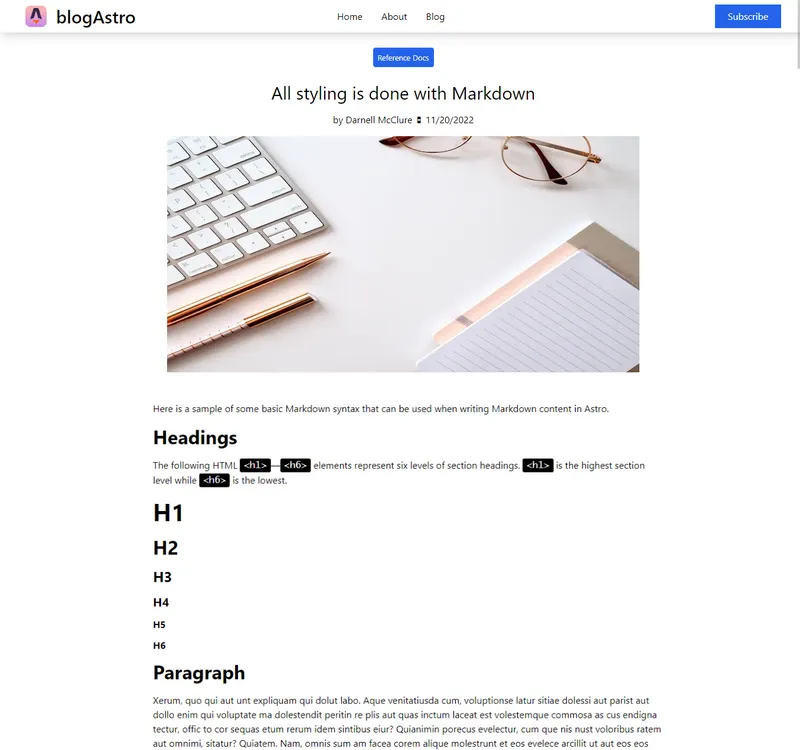 blogAstro
Home About Blog
Subscribe
Reference Docs
All styling is done with Markdown
by Darnell McClure 11/20/2022
Here is a sample of some basic Markdown syntax that can be used when writing Markdown content in Astro.
Headings
The following HTML <h1>—<h6> elements represent six levels of section headings. <h1> is the highest section
level while <h6> is the lowest.
H1
H2
H3
H4
H5
H6
Paragraph
Xerum, quo qui aut unt expliquam qui dolut labo. Aque venitatiusda cum, voluptionse latur sitiae dolessi aut parist aut
dollo enim qui voluptate ma dolestendit peritin re plis aut quas inctum laceat est volestemque commosa as cus endigna
tectur, offic to cor sequas etum rerum idem sintibus eiur? Quianimin porecus evelectur, cum que nis nust voloribus ratem
aut omnimi, sitatur? Quiatem. Nam, omnis sum am facea corem alique molestrunt et eos evelece arcillit ut aut eos eos